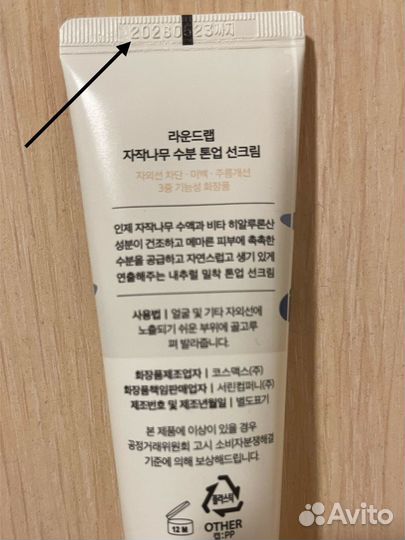 20260523까지
라운드랩
자작나무 수분 톤업 선크림
자외선 차단 · 미백 · 주름개선
3중 기능성 화장품
인제 자작나무 수액과 비타 히알루론산
성분이 건조하고 메마른 피부에 촉촉한
수분을 공급하고 자연스럽고 생기 있게
연출해주는 내추럴 밀착 톤업 선크림
사용법 | 얼굴 및 기타 자외선에
노출되기 쉬운 부위에 골고루
펴 발라줍니다.
화장품제조업자 | 코스맥스(주)
화장품책임판매업자 | 서린컴퍼니(주)
제조번호 및 제조년월일 | 별도표기
본 제품에 이상이 있을 경우
공정거래위원회 고시 소비자분쟁해결
기준에 의해 보상해드립니다.
12 M
플라스틱
OTHER
캡:PP
Avito